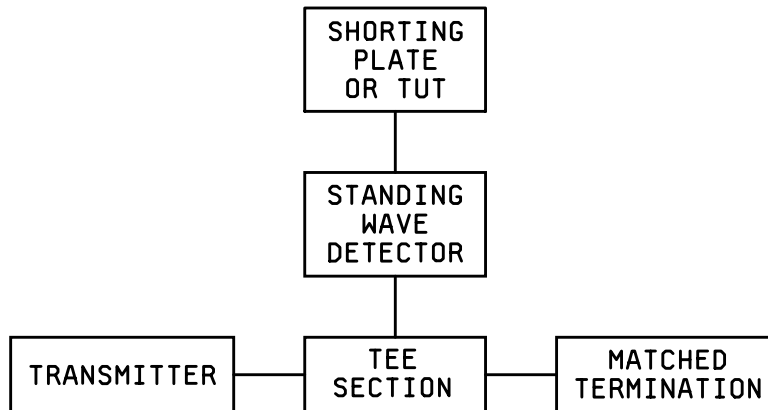 SHORTING
PLATE
OR TUT
STANDING
WAVE
DETECTOR
TRANSMITTER
TEE
SECTION
MATCHED
TERMINATION